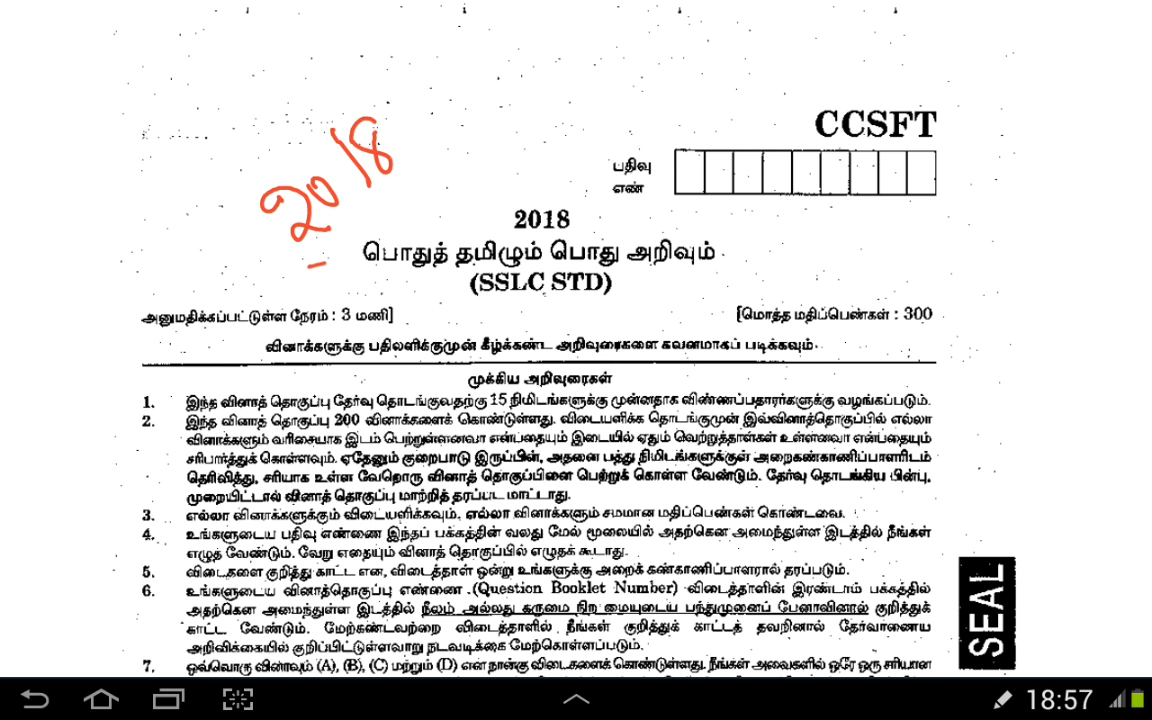 CCSFT
பதிவு
எண்
2018
2018
பொதுத் தமிழும் பொது அறிவும்
(SSLC STD)
அனுமதிக்கப்பட்டுள்ள நேரம் : 3 மணி]
[மொத்த மதிப்பெண்கள் : 300
வினாக்களுக்கு பதிலளிக்குமுன் கீழ்க்கண்ட அறிவுரைகளை கவனமாகப் படிக்கவும்.
முக்கிய அறிவுரைகள்
1. இந்த வினாத் தொகுப்பு தேர்வு தொடங்குவதற்கு 15 நிமிடங்களுக்கு முன்னதாக விண்ணப்பதாரர்களுக்கு வழங்கப்படும்.
2. இந்த வினாத் தொகுப்பு 200 வினாக்களைக் கொண்டுள்ளது. விடையளிக்க தொடங்குமுன் இவ்வினாத்தொகுப்பில் எல்லா
வினாக்களும் வரிசையாக இடம் பெற்றுள்ளனவா என்பதையும் இடையில் ஏதும் வெற்றுத்தாள்கள் உள்ளனவா என்பதையும்
சரிபார்த்துக் கொள்ளவும். ஏதேனும் குறைபாடு இருப்பின், அதனை பத்து நிமிடங்களுக்குள் அறைகண்காணிப்பாளரிடம்
தெரிவித்து, சரியாக உள்ள வேறொரு வினாத் தொகுப்பினை பெற்றுக் கொள்ள வேண்டும். தேர்வு தொடங்கிய பின்பு,
முறையிட்டால் வினாத் தொகுப்பு மாற்றித் தரப்பட மாட்டாது.
3. எல்லா வினாக்களுக்கும் விடையளிக்கவும். எல்லா வினாக்களும் சமமான மதிப்பெண்கள் கொண்டவை.
4. உங்களுடைய பதிவு எண்ணை இந்தப் பக்கத்தின் வலது மேல் மூலையில் அதற்கென அமைந்துள்ள இடத்தில் நீங்கள்
எழுத வேண்டும். வேறு எதையும் வினாத் தொகுப்பில் எழுதக் கூடாது.
5. விடைகளை குறித்து காட்ட என, விடைத்தாள் ஒன்று உங்களுக்கு அறைக் கண்காணிப்பாளரால் தரப்படும்.
6. உங்களுடைய வினாத்தொகுப்பு எண்ணை (Question Booklet Number) விடைத்தாளின் இரண்டாம் பக்கத்தில்
அதற்கென அமைந்துள்ள இடத்தில் நீலம் அல்லது கருமை நிற மையுடைய பந்துமுனைப் பேனாவினால் குறித்துக்
காட்ட வேண்டும். மேற்கண்டவற்றை விடைத்தாளில் நீங்கள் குறித்துக் காட்டத் தவறினால் தேர்வாணைய
அறிவிக்கையில் குறிப்பிட்டுள்ளவாறு நடவடிக்கை மேற்கொள்ளப்படும்.
7. ஒவ்வொரு வினாவும் (A), (B), (C) மற்றும் (D) என நான்கு விடைகளைக் கொண்டுள்ளது. நீங்கள் அவைகளில் ஒரே ஒரு சரியான
SEAL
18:57